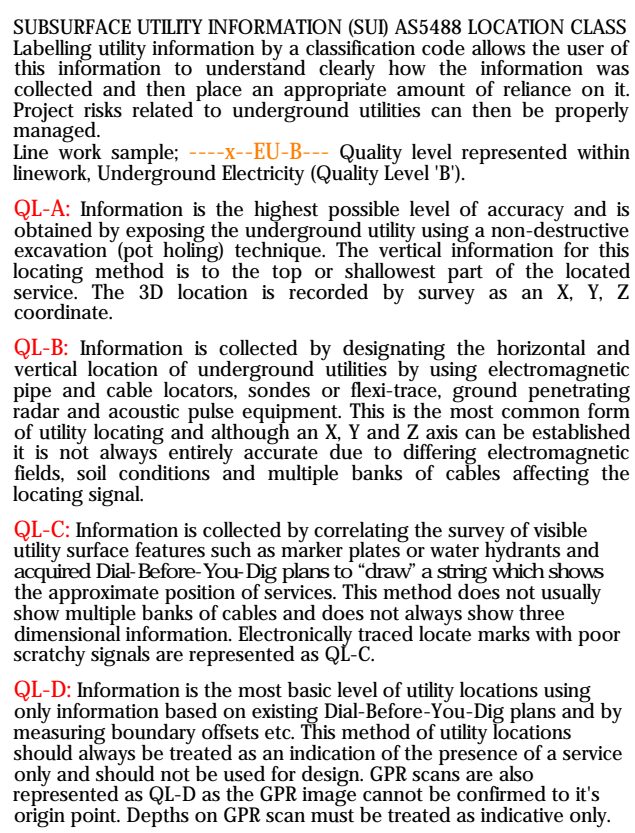 SUBSURFACE UTILITY INFORMATION (SUI) AS5488 LOCATION CLASS
Labelling utility information by a classification code allows the user of
this information to understand clearly how the information was
collected and then place an appropriate amount of reliance on it.
Project risks related to underground utilities can then be properly
managed.
Line work sample; ----x--EU-B--- Quality level represented within
linework, Underground Electricity (Quality Level 'B').
QL-A: Information is the highest possible level of accuracy and is
obtained by exposing the underground utility using a non-destructive
excavation (pot holing) technique. The vertical information for this
locating method is to the top or shallowest part of the located
service. The 3D location is recorded by survey as an X, Y, Z
coordinate.
QL-B: Information is collected by designating the horizontal and
vertical location of underground utilities by using electromagnetic
pipe and cable locators, sondes or flexi-trace, ground penetrating
radar and acoustic pulse equipment. This is the most common form
of utility locating and although an X, Y and Z axis can be established
it is not always entirely accurate due to differing electromagnetic
fields, soil conditions and multiple banks of cables affecting the
locating signal.
QL-C: Information is collected by correlating the survey of visible
utility surface features such as marker plates or water hydrants and
acquired Dial-Before-You-Dig plans to “draw” a string which shows
the approximate position of services. This method does not usually
show multiple banks of cables and does not always show three
dimensional information. Electronically traced locate marks with poor
scratchy signals are represented as QL-C.
QL-D: Information is the most basic level of utility locations using
only information based on existing Dial-Before-You-Dig plans and by
measuring boundary offsets etc. This method of utility locations
should always be treated as an indication of the presence of a service
only and should not be used for design. GPR scans are also
represented as QL-D as the GPR image cannot be confirmed to it's
origin point. Depths on GPR scan must be treated as indicative only.